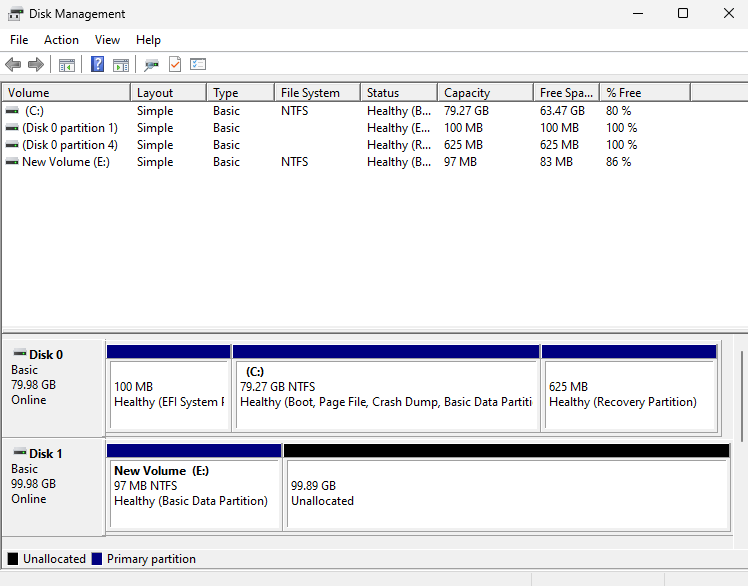 Disk Management
File Action View Help
Volume Layout Type File System Status Capacity Free Spa... % Free
(C:) Simple Basic NTFS Healthy (B... 79.27 GB 63.47 GB 80 %
(Disk 0 partition 1) Simple Basic Healthy (E... 100 MB 100 MB 100 %
(Disk 0 partition 4) Simple Basic Healthy (R... 625 MB 625 MB 100 %
New Volume (E:) Simple Basic NTFS Healthy (B... 97 MB 83 MB 86 %
Disk 0
Basic
79.98 GB
Online
100 MB
Healthy (EFI System P
(C:)
79.27 GB NTFS
Healthy (Boot, Page File, Crash Dump, Basic Data Partiti
625 MB
Healthy (Recovery Partition)
Disk 1
Basic
99.98 GB
Online
New Volume (E:)
97 MB NTFS
Healthy (Basic Data Partition)
99.89 GB
Unallocated
Unallocated Primary partition